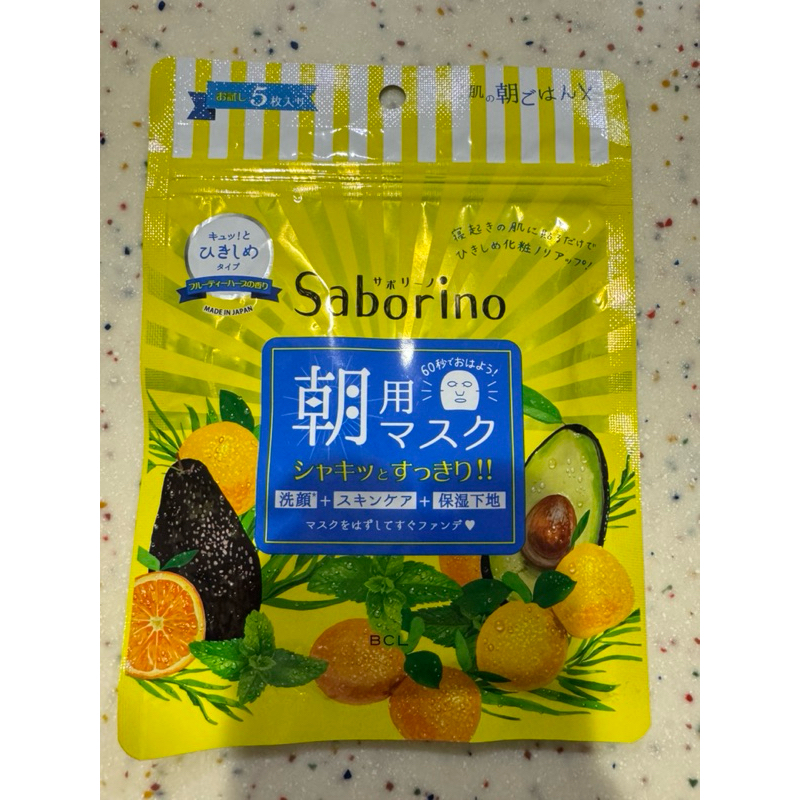 お試し 5枚入り
肌の朝ごはん
キュッ!と
ひきしめ
タイプ
フルーティーハーブの香り
MADE IN JAPAN
寝起きの肌に貼るだけで
ひきしめ化粧ノリアップ!
サボリーノ
Saborino
60秒でおはよう!
朝用
マスク
シャキッとすっきり!!
洗顔*+スキンケア+保湿下地
マスクをはずしてすぐファンデ♥
BCL